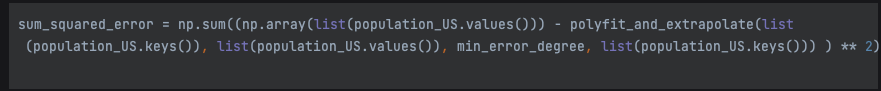 sum_squared_error = np.sum((np.array(list(population_US.values())) - polyfit_and_extrapolate(list
(population_US.keys()), list(population_US.values()), min_error_degree, list(population_US.keys())) ) ** 2)